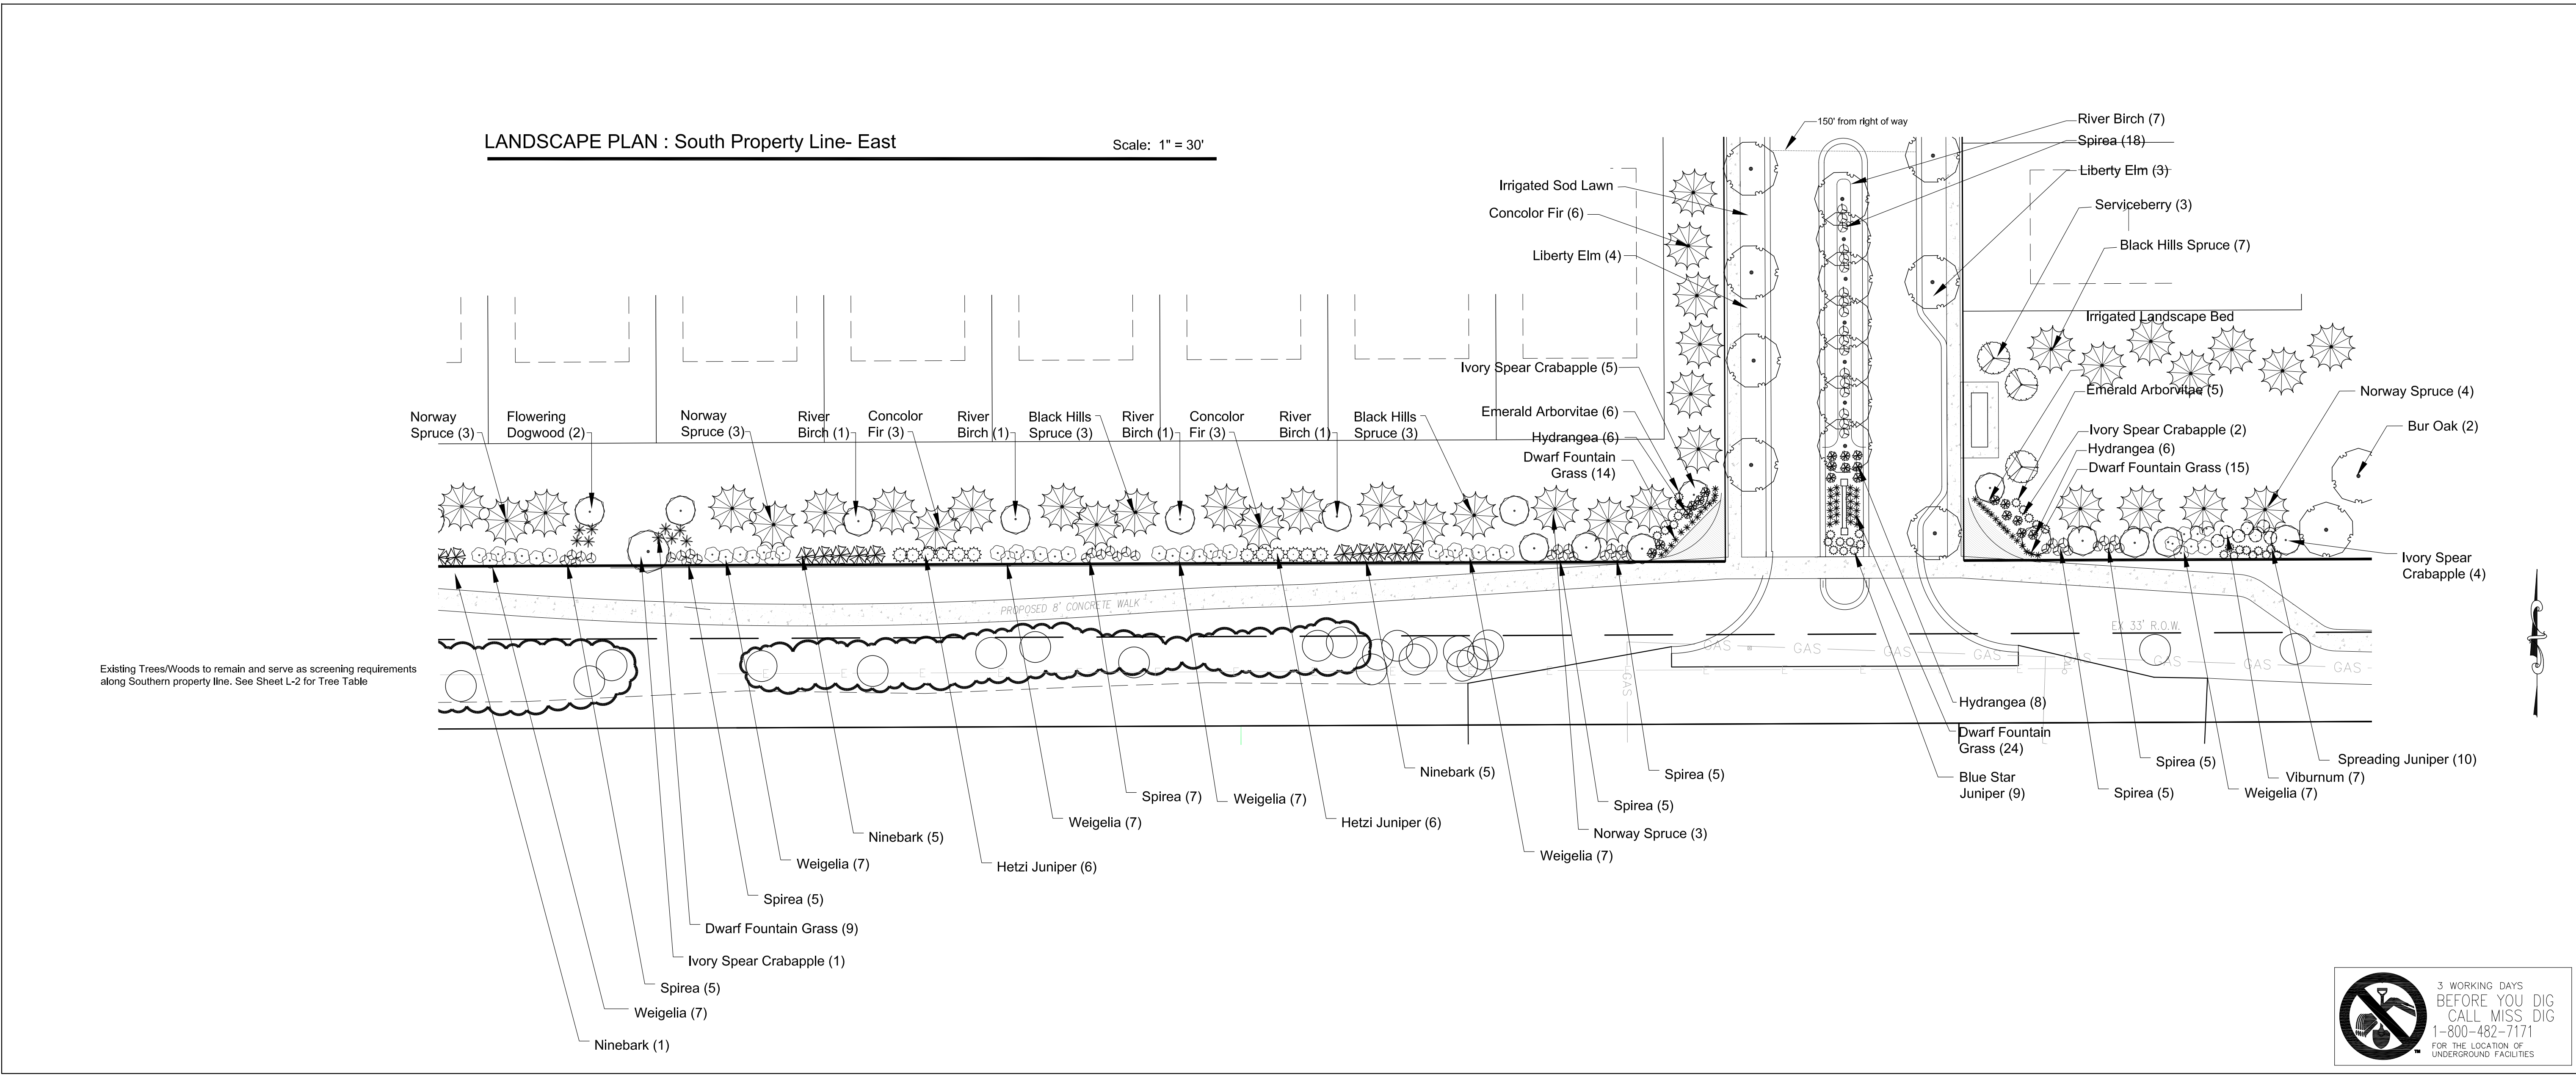 LANDSCAPE PLAN : South Property Line- East
Scale: 1" = 30'
150' from right of way
River Birch (7)
Spirea (18)
Liberty Elm (3)
Serviceberry (3)
Black Hills Spruce (7)
Irrigated Sod Lawn
Concolor Fir (6)
Liberty Elm (4)
Irrigated Landscape Bed
Ivory Spear Crabapple (5)
Emerald Arborvitae (6)
Hydrangea (6)
Dwarf Fountain
Grass (14)
Emerald Arborvitae (5)
Ivory Spear Crabapple (2)
Hydrangea (6)
Dwarf Fountain Grass (15)
Norway Spruce (4)
Bur Oak (2)
Ivory Spear
Crabapple (4)
Norway
Spruce (3)
Flowering
Dogwood (2)
Norway
Spruce (3)
River
Birch (1)
Concolor
Fir (3)
River
Birch (1)
Black Hills
Spruce (3)
River
Birch (1)
Concolor
Fir (3)
River
Birch (1)
Black Hills
Spruce (3)
PROPOSED 8' CONCRETE WALK
EX 33' R.O.W.
Existing Trees/Woods to remain and serve as screening requirements
along Southern property line. See Sheet L-2 for Tree Table
E E E E E E E E E E E
GAS GAS GAS GAS GAS GAS GAS GAS
GAS
Hydrangea (8)
Dwarf Fountain
Grass (24)
Blue Star
Juniper (9)
Spirea (5)
Spirea (5)
Weigelia (7)
Viburnum (7)
Spreading Juniper (10)
Ninebark (5)
Spirea (5)
Spirea (5)
Norway Spruce (3)
Weigelia (7)
Spirea (7)
Weigelia (7)
Hetzi Juniper (6)
Weigelia (7)
Ninebark (5)
Weigelia (7)
Hetzi Juniper (6)
Spirea (5)
Dwarf Fountain Grass (9)
Ivory Spear Crabapple (1)
Spirea (5)
Weigelia (7)
Ninebark (1)
3 WORKING DAYS
BEFORE YOU DIG
CALL MISS DIG
1-800-482-7171
FOR THE LOCATION OF
UNDERGROUND FACILITIES
TM